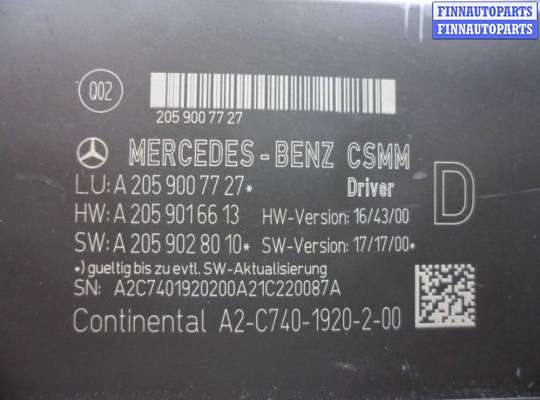 FINNAUTOPARTS
FINNAUTOPARTS
Q02
205 900 77 27
MERCEDES-BENZ CSMM
LU: A 205 900 77 27* Driver D
HW: A 205 901 66 13 HW-Version: 16/43/00
SW: A 205 902 80 10* SW-Version: 17/17/00*
*) gueltig bis zu evtl. SW-Aktualisierung
SN: A2C7401920200A21C220087A
Continental A2-C740-1920-2-00